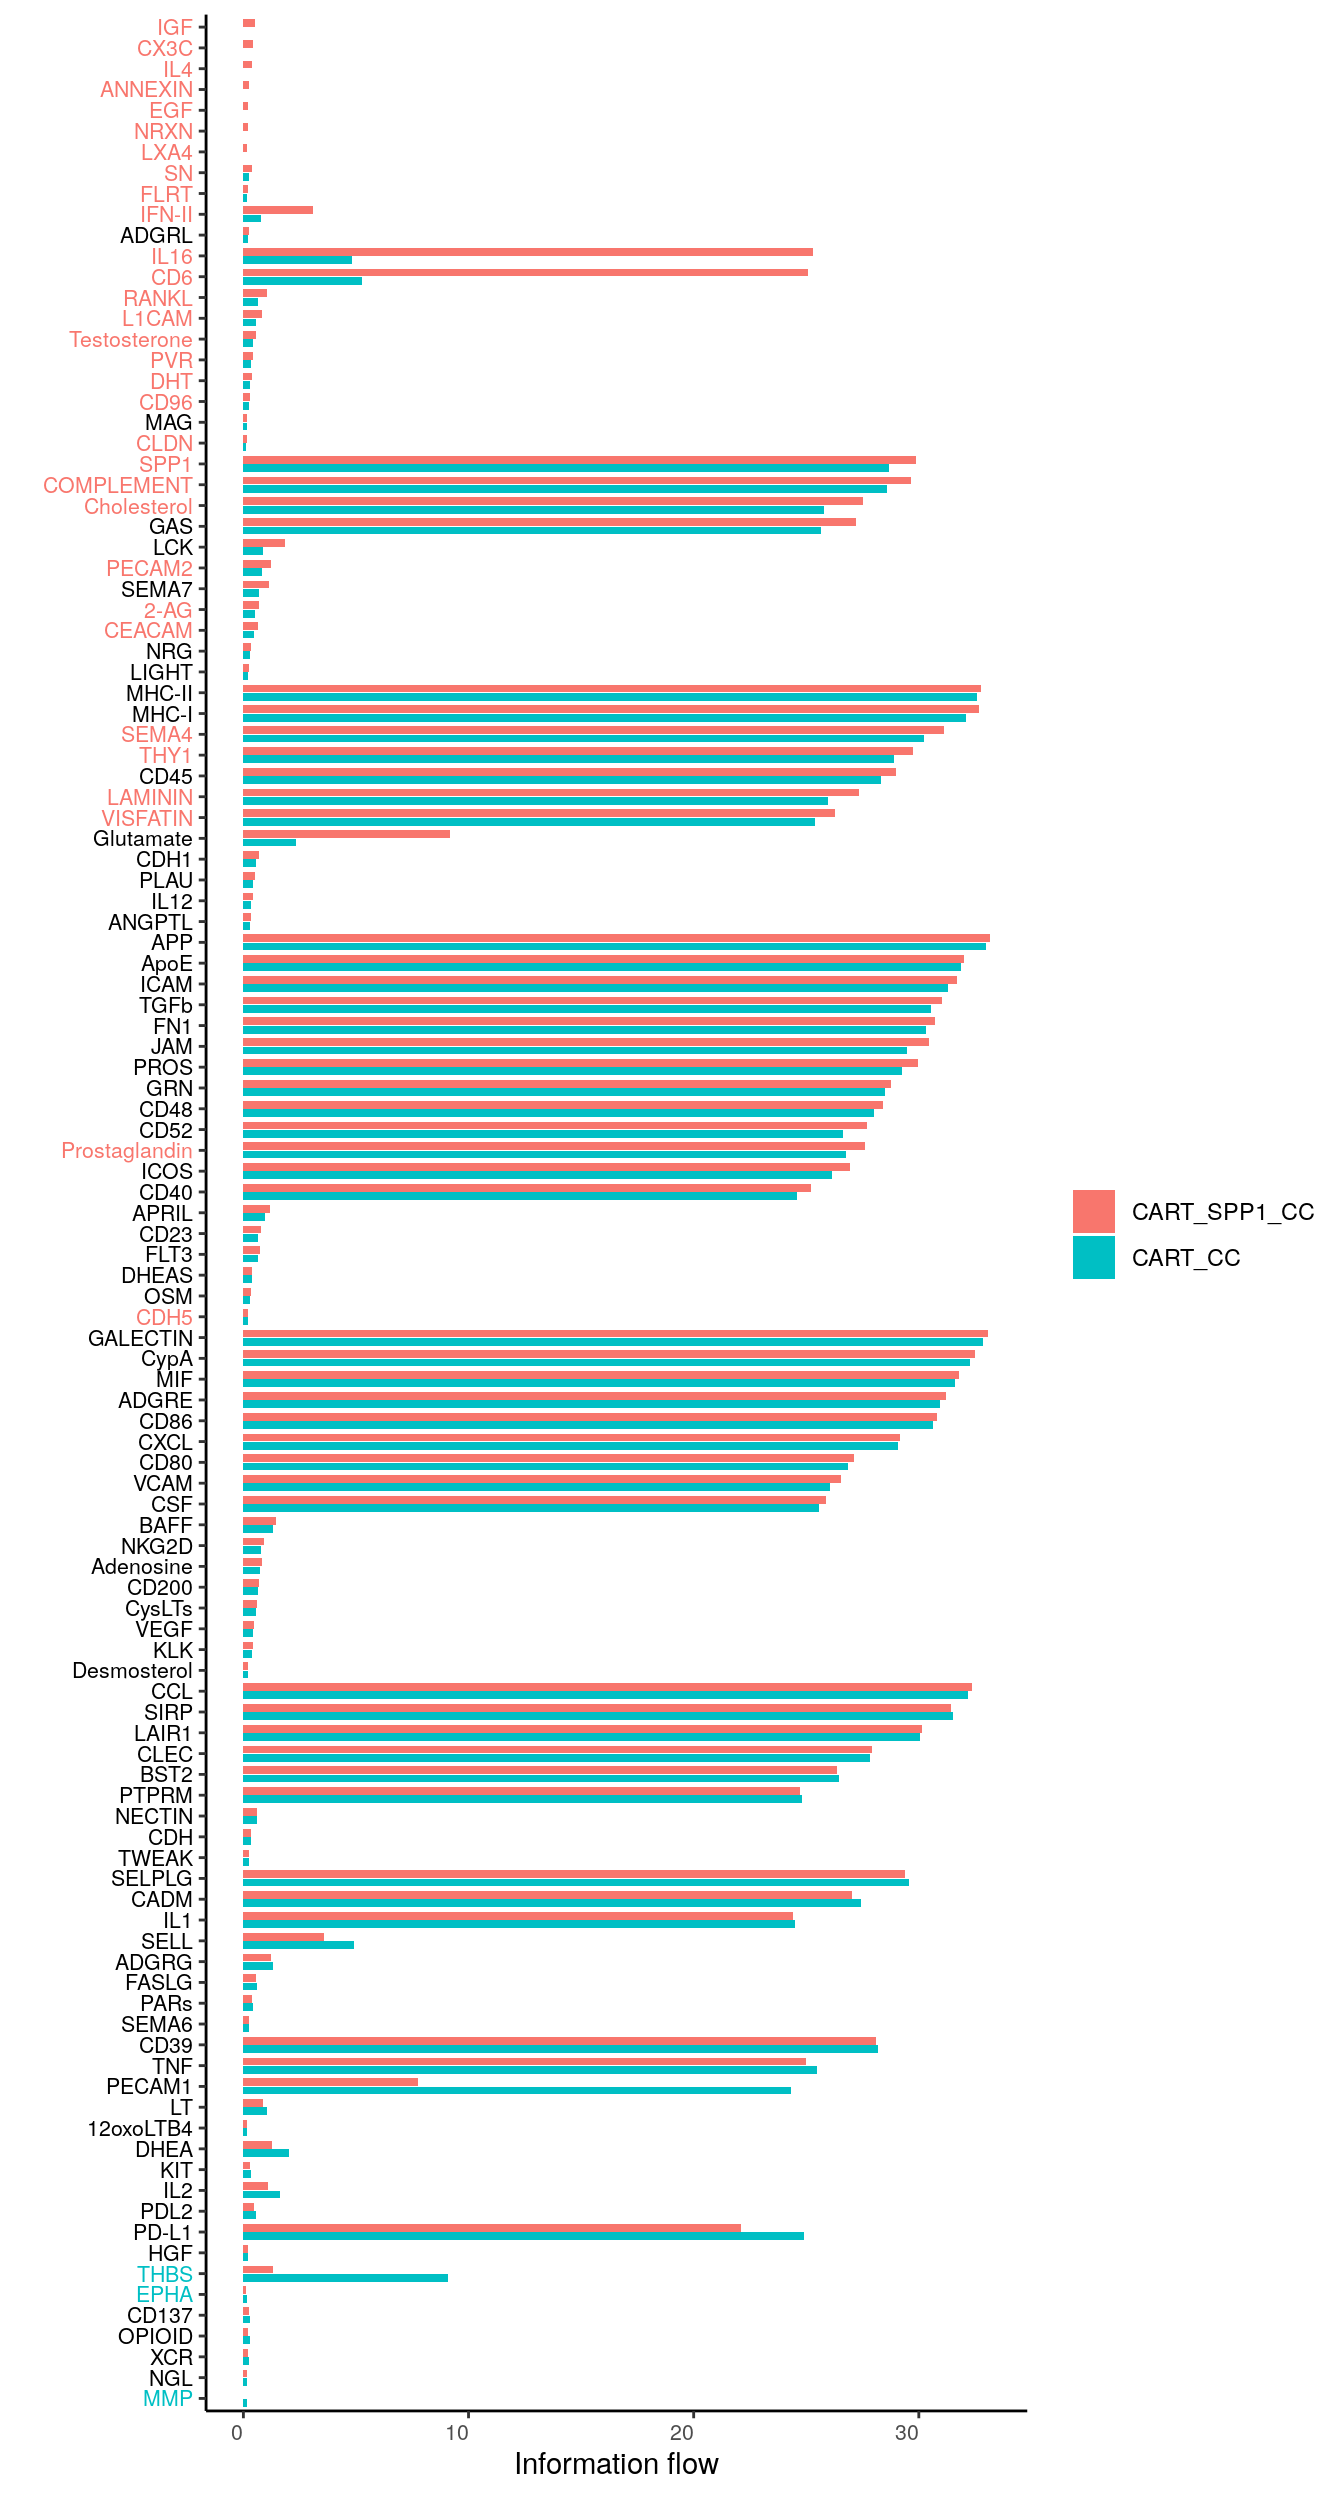 IGF
CX3C
IL4
ANNEXIN
EGF
NRXN
LXA4
SN
FLRT
IFN-II
ADGRL
IL16
CD6
RANKL
L1CAM
Testosterone
PVR
DHT
CD96
MAG
CLDN
SPP1
COMPLEMENT
Cholesterol
GAS
LCK
PECAM2
SEMA7
2-AG
CEACAM
NRG
LIGHT
MHC-II
MHC-I
SEMA4
THY1
CD45
LAMININ
VISFATIN
Glutamate
CDH1
PLAU
IL12
ANGPTL
APP
ApoE
ICAM
TGFb
FN1
JAM
PROS
GRN
CD48
CD52
Prostaglandin
ICOS
CD40
APRIL
CD23
FLT3
DHEAS
OSM
CDH5
GALECTIN
CypA
MIF
ADGRE
CD86
CXCL
CD80
VCAM
CSF
BAFF
NKG2D
Adenosine
CD200
CysLTs
VEGF
KLK
Desmosterol
CCL
SIRP
LAIR1
CLEC
BST2
PTPRM
NECTIN
CDH
TWEAK
SELPLG
CADM
IL1
SELL
ADGRG
FASLG
PARs
SEMA6
CD39
TNF
PECAM1
LT
12oxoLTB4
DHEA
KIT
IL2
PDL2
PD-L1
HGF
THBS
EPHA
CD137
OPIOID
XCR
NGL
MMP
0 10 20 30
Information flow
CART_SPP1_CC
CART_CC